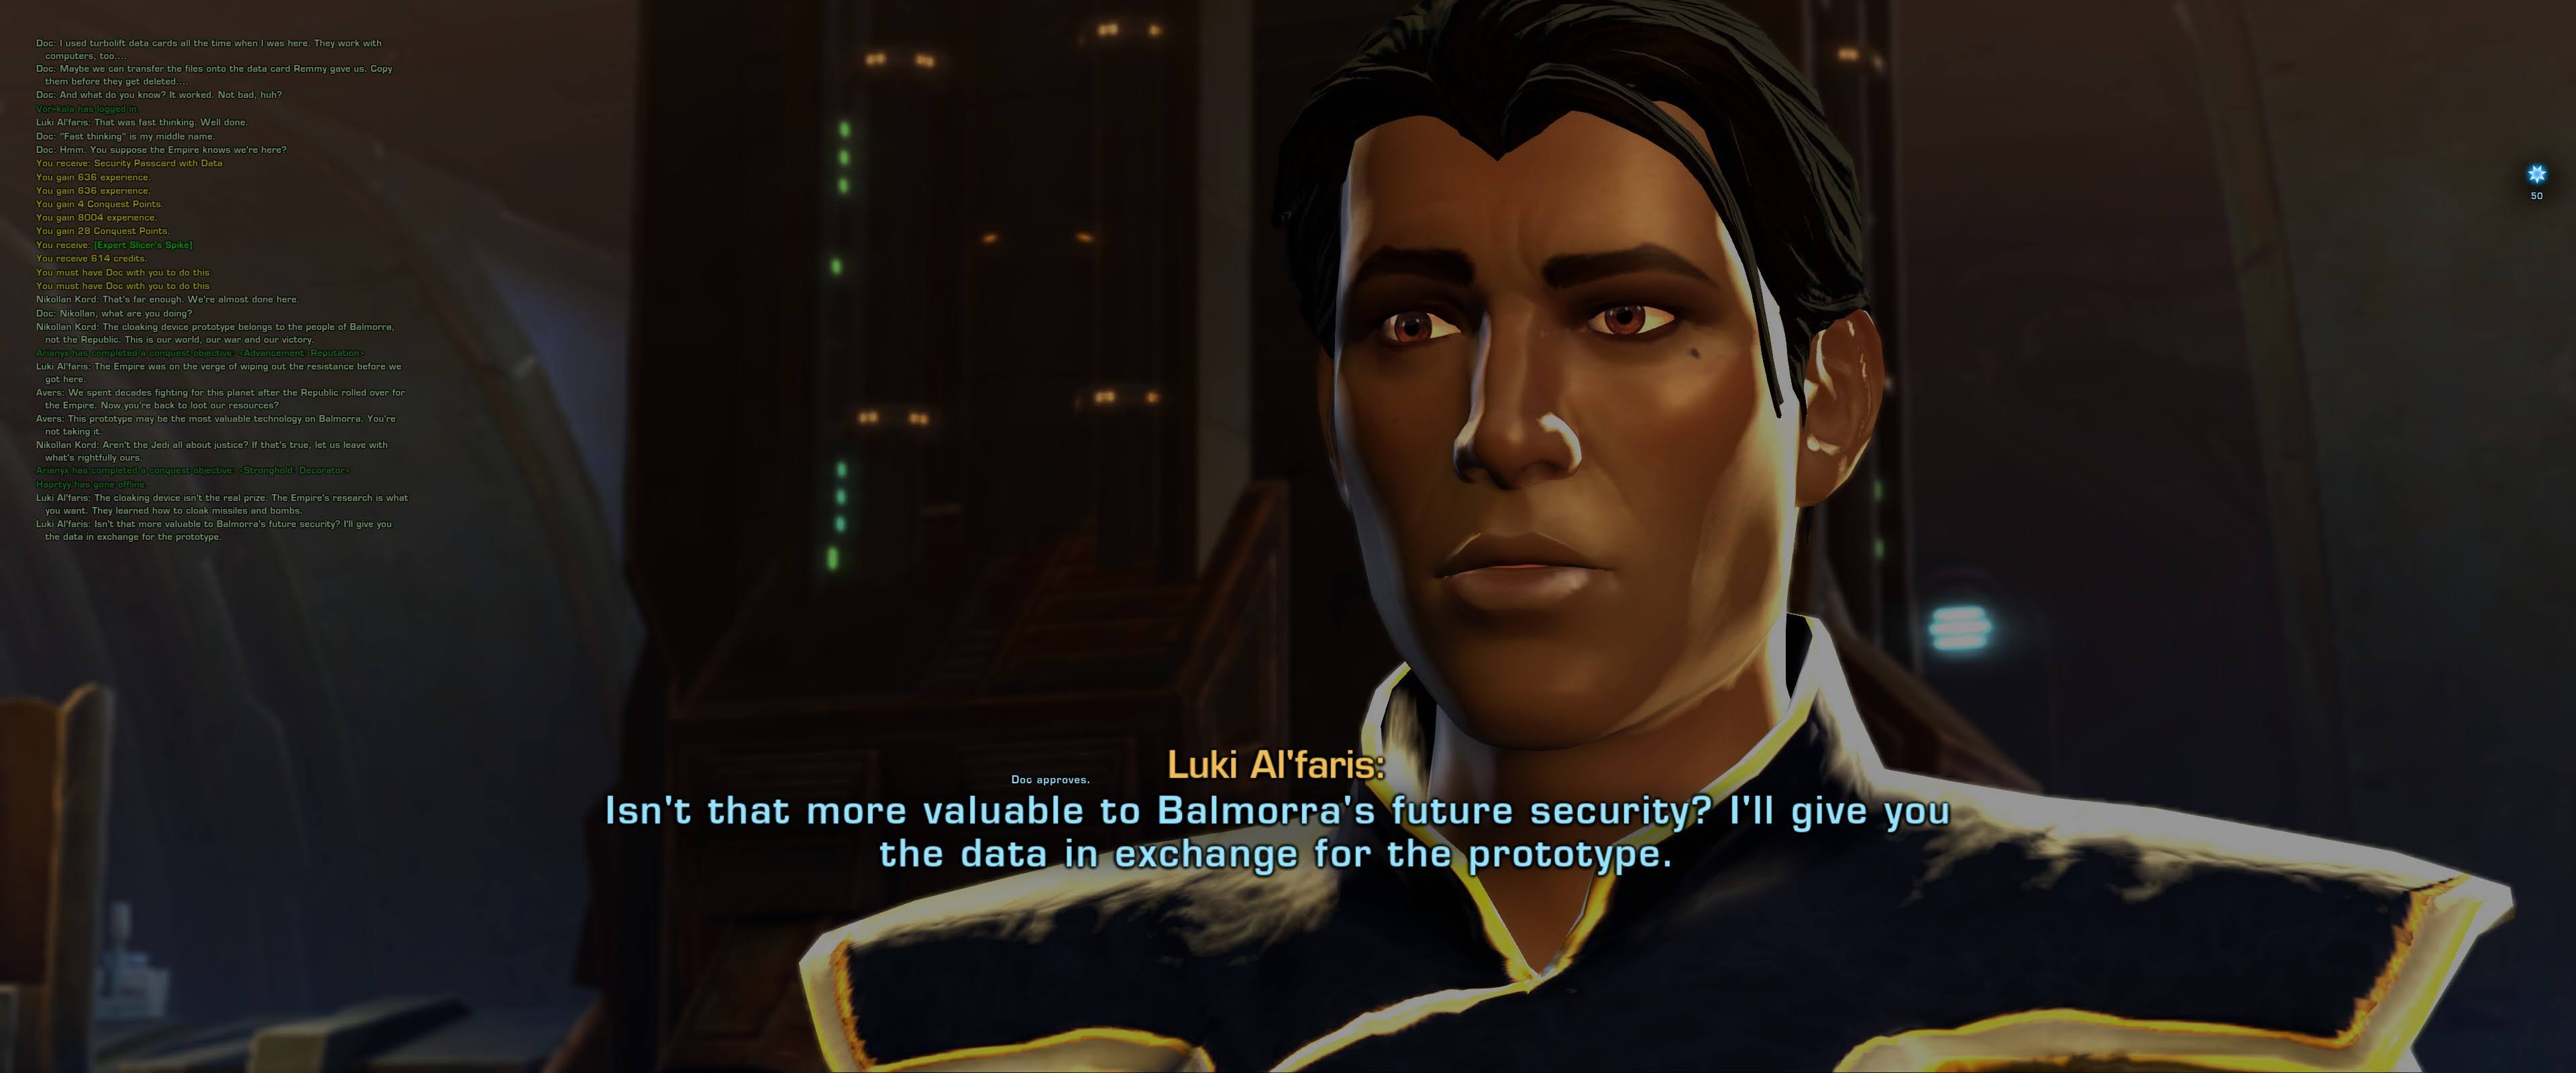 Doc: I used turbolift data cards all the time when I was here. They work with
computers, too....
Doc: Maybe we can transfer the files onto the data card Remmy gave us. Copy
them before they get deleted....
Doc: And what do you know? It worked. Not bad, huh?
has logged in.
Luki Al'faris: That was fast thinking. Well done.
Doc: "Fast thinking" is my middle name.
Doc: Hmm. You suppose the Empire knows we're here?
You receive: Security Passcard with Data
You gain 636 experience.
You gain 636 experience.
You gain 4 Conquest Points.
You gain 8004 experience.
You gain 28 Conquest Points.
You receive: [Expert Slicer's Spike]
You receive 614 credits.
You must have Doc with you to do this
You must have Doc with you to do this
Nikollan Kord: That's far enough. We're almost done here.
Doc: Nikollan, what are you doing?
Nikollan Kord: The cloaking device prototype belongs to the people of Balmorra,
not the Republic. This is our world, our war and our victory.
Arianyx has completed a conquest objective: <Advancement: Reputation>
Luki Al'faris: The Empire was on the verge of wiping out the resistance before we
got here.
Avers: We spent decades fighting for this planet after the Republic rolled over for
the Empire. Now you're back to loot our resources?
Avers: This prototype may be the most valuable technology on Balmorra. You're
not taking it.
Nikollan Kord: Aren't the Jedi all about justice? If that's true, let us leave with
what's rightfully ours.
Arianyx has completed a conquest objective: <Stronghold: Decorator>
Haprtyy has gone offline.
Luki Al'faris: The cloaking device isn't the real prize. The Empire's research is what
you want. They learned how to cloak missiles and bombs.
Luki Al'faris: Isn't that more valuable to Balmorra's future security? I'll give you
the data in exchange for the prototype.
50
Luki Al'faris:
Doc approves.
Isn't that more valuable to Balmorra's future security? I'll give you
the data in exchange for the prototype.